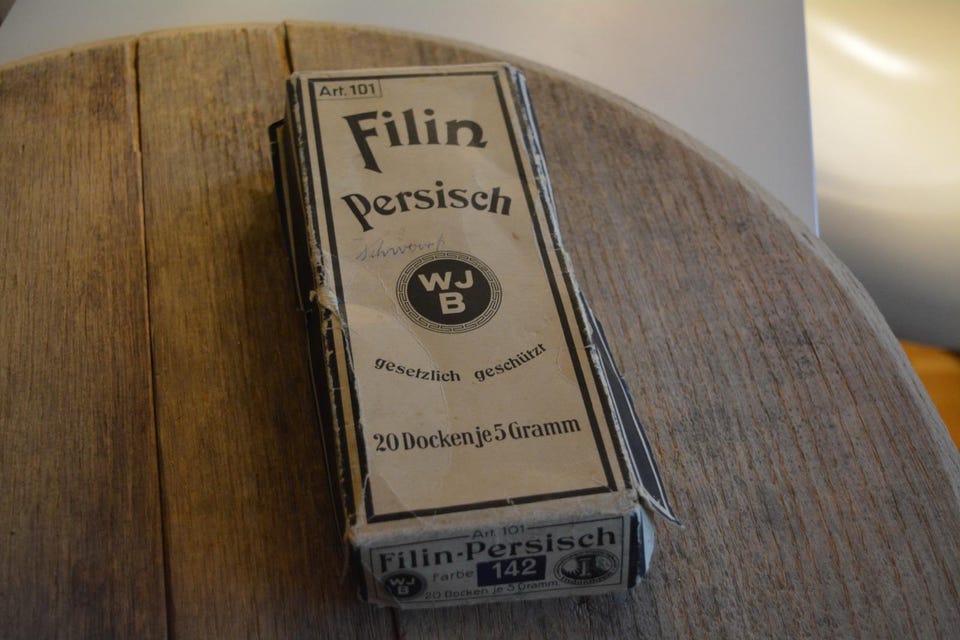 Art. 101
Filin
Persisch
WJ
B
gesetzlich geschützt
20 Docken je 5 Gramm
Art. 101
Filin-Persisch
Farbe 142
WJ
B
20 Docken je 5 Gramm